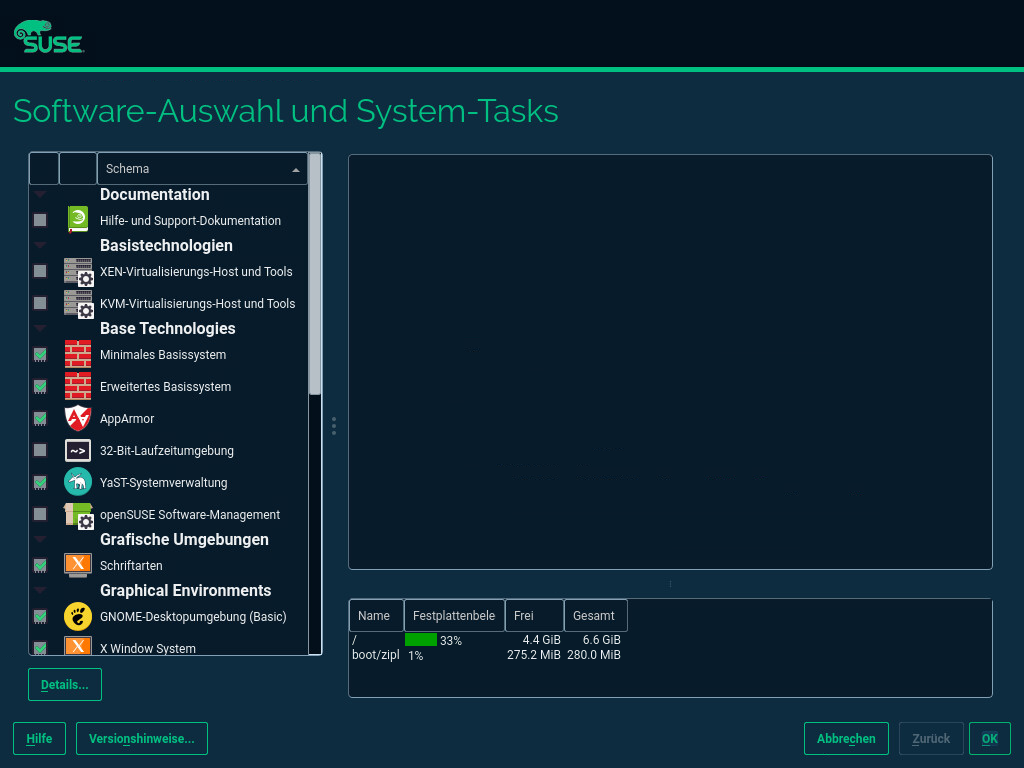 SUSE
Software-Auswahl und System-Tasks
Schema
Documentation
Hilfe- und Support-Dokumentation
Basistechnologien
XEN-Virtualisierungs-Host und Tools
KVM-Virtualisierungs-Host und Tools
Base Technologies
Minimales Basissystem
Erweitertes Basissystem
AppArmor
32-Bit-Laufzeitumgebung
YaST-Systemverwaltung
openSUSE Software-Management
Grafische Umgebungen
Schriftarten
Graphical Environments
GNOME-Desktopumgebung (Basic)
X Window System
Name Festplattenbele Frei Gesamt
/ 33% 4.4 GiB 6.6 GiB
boot/zipl 1% 275.2 MiB 280.0 MiB
Details...
Hilfe Versionshinweise... Abbrechen Zurück OK